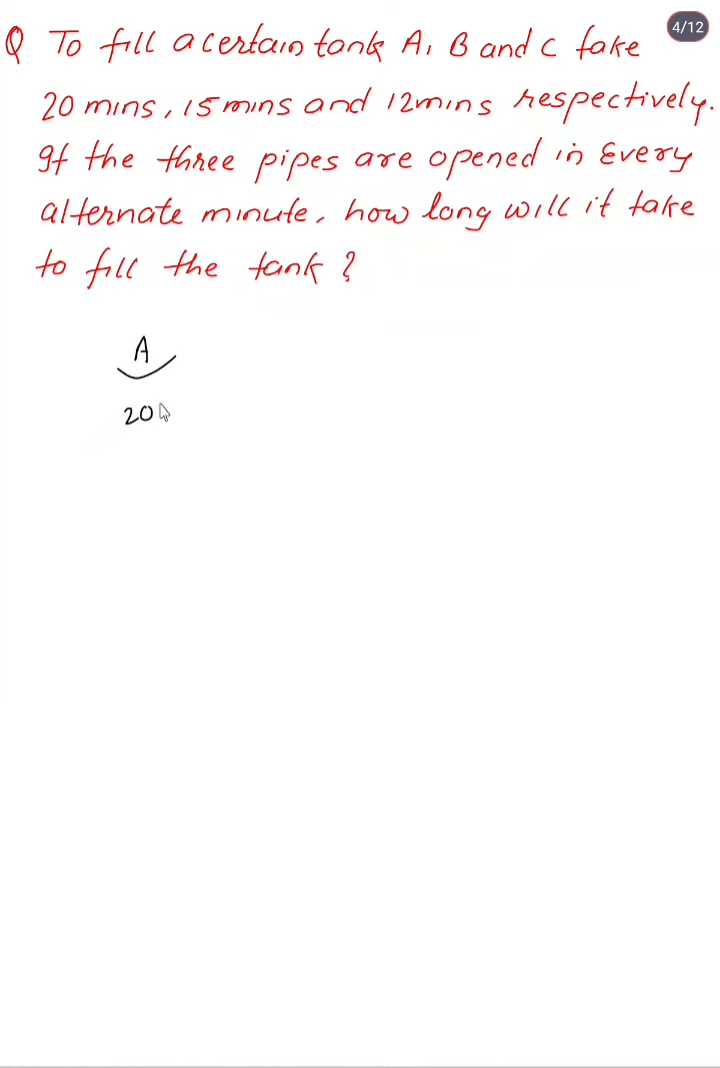 4/12
Q To fill a certain tank A, B and C take
20 mins, 15 mins and 12 mins respectively.
If the three pipes are opened in Every
alternate minute, how long will it take
to fill the tank?
A
20